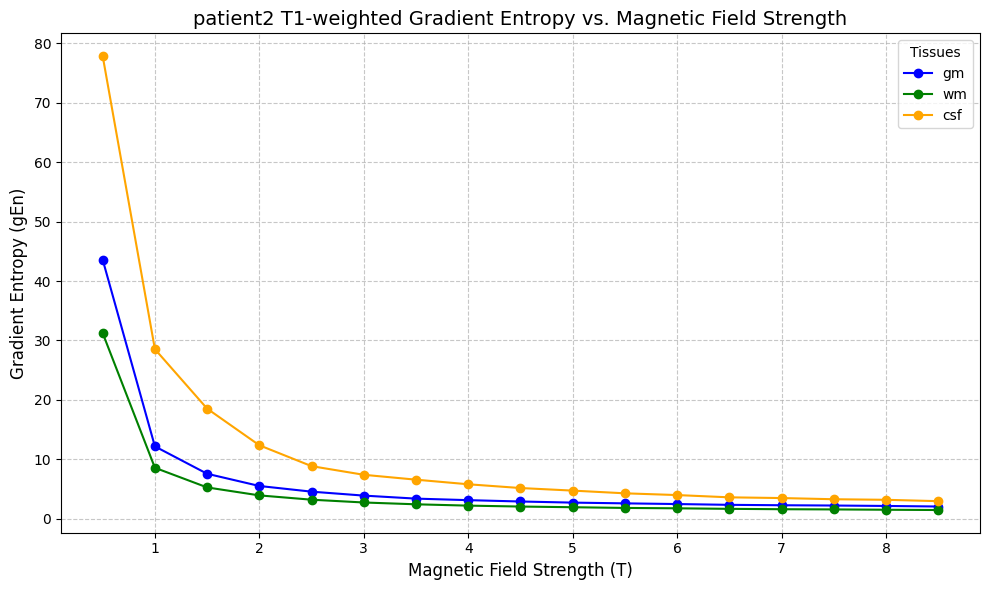 patient2 T1-weighted Gradient Entropy vs. Magnetic Field Strength
Gradient Entropy (gEn)
80
70
60
50
40
30
20
10
0
Tissues
gm
wm
csf
1 2 3 4 5 6 7 8
Magnetic Field Strength (T)